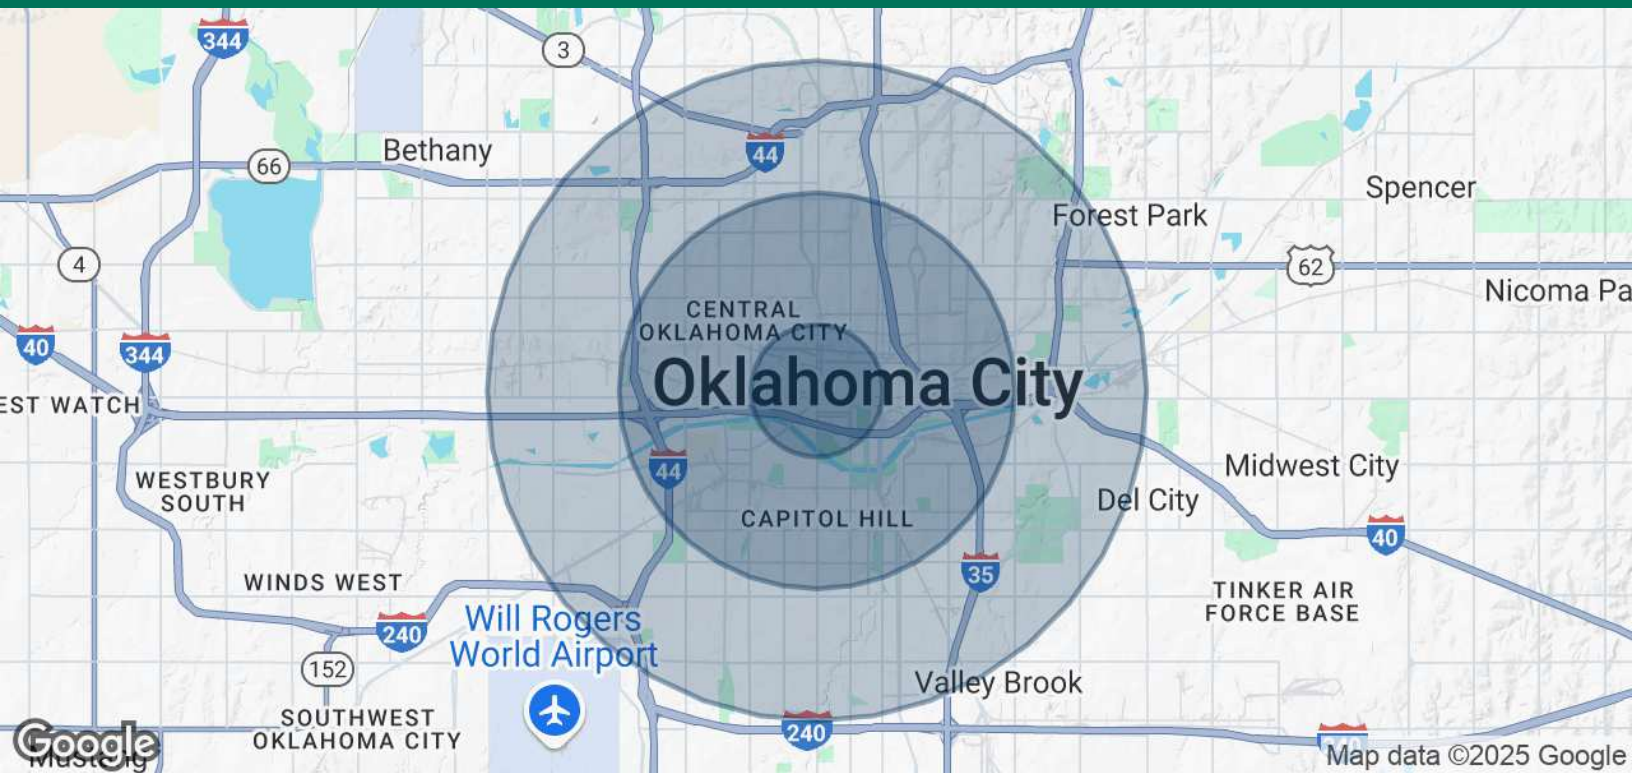 344
3
Bethany
44
66
Spencer
Forest Park
4
62
Nicoma Pa
CENTRAL
OKLAHOMA CITY
40
344
Oklahoma City
EST WATCH
44
Midwest City
WESTBURY
SOUTH
Del City
CAPITOL HILL
40
35
WINDS WEST
TINKER AIR
FORCE BASE
Will Rogers
World Airport
240
152
Valley Brook
SOUTHWEST
OKLAHOMA CITY
240
Google
Mustang
Map data ©2025 Google